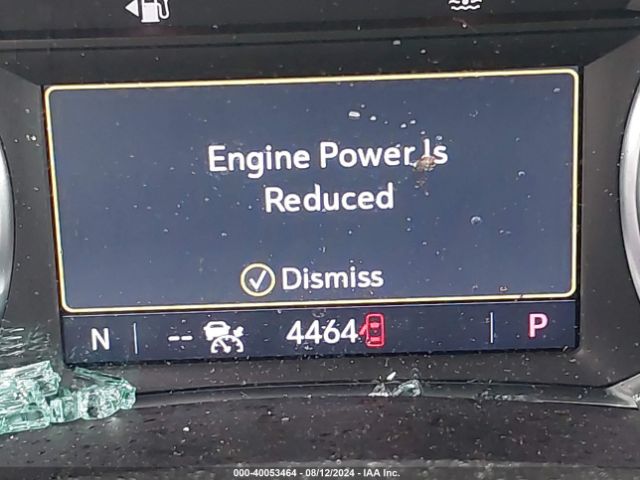 Engine Power Is
Reduced
Dismiss
N -- 4464 P
000-40053464 - 08/12/2024 - IAA Inc.